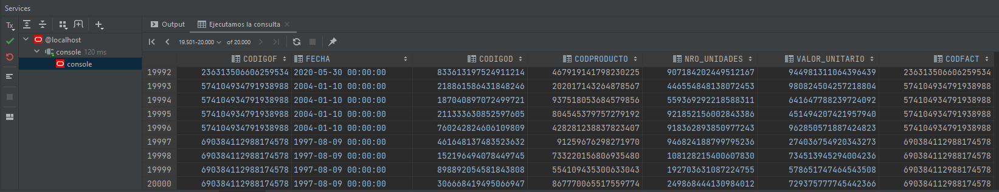 Services
Tx
@localhost
console 120 ms
console
Output Ejecutamos la consulta
19.501-20.000 of 20.000
CODIGOF FECHA CODIGOD CODPRODUCTO NRO_UNIDADES VALOR_UNITARIO CODFACT
19992 236313506606259534 2020-05-30 00:00:00 833613197524911214 467919141798230225 907184202449512167 944981311064396439 236313506606259534
19993 574104934791938988 2004-01-10 00:00:00 218861586431848246 202017143264878567 446554848138072453 980824504257218804 574104934791938988
19994 574104934791938988 2004-01-10 00:00:00 187040897072499721 937518053684579856 559369292218588311 641647788239724092 574104934791938988
19995 574104934791938988 2004-01-10 00:00:00 211333630852597605 804545379757279192 921852156002843386 451494207421957940 574104934791938988
19996 574104934791938988 2004-01-10 00:00:00 760242824606109809 428281238837823407 918362893850977243 962850571887424823 574104934791938988
19997 690384112988174578 1997-08-09 00:00:00 461648137483523632 91259676298271970 946824188799795236 274036754920343273 690384112988174578
19998 690384112988174578 1997-08-09 00:00:00 152196494078449745 733220156806935480 108128215400607830 734513945294004236 690384112988174578
19999 690384112988174578 1997-08-09 00:00:00 898892054581843808 554109435300633043 192703631087224755 578651747464543508 690384112988174578
20000 690384112988174578 1997-08-09 00:00:00 306668419495066947 867770065517559774 249868444130984012 729375777745442366 690384112988174578